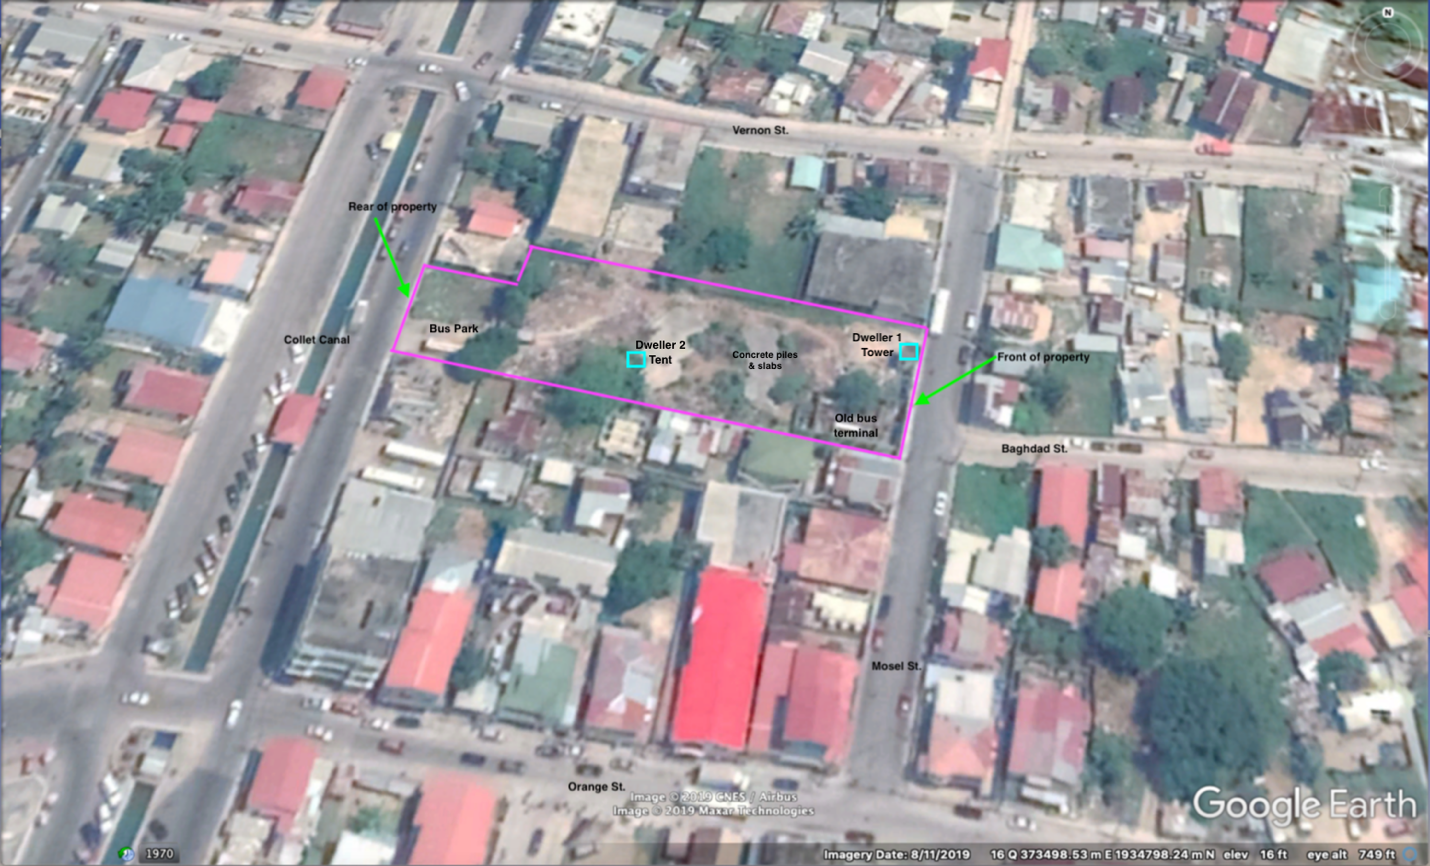 N
Vernon St.
Rear of property
Bus Park
Collet Canal
Dweller 2
Tent
Concrete piles
& slabs
Dweller 1
Tower
Front of property
Old bus
terminal
Baghdad St.
Mosel St.
Orange St.
Image © 2019 CNES / Airbus
Image © 2019 Maxar Technologies
Google Earth
1970
Imagery Date: 8/11/2019 16 Q 373498.53 m E 1934798.24 m N elev 16 ft eye alt 749 ft